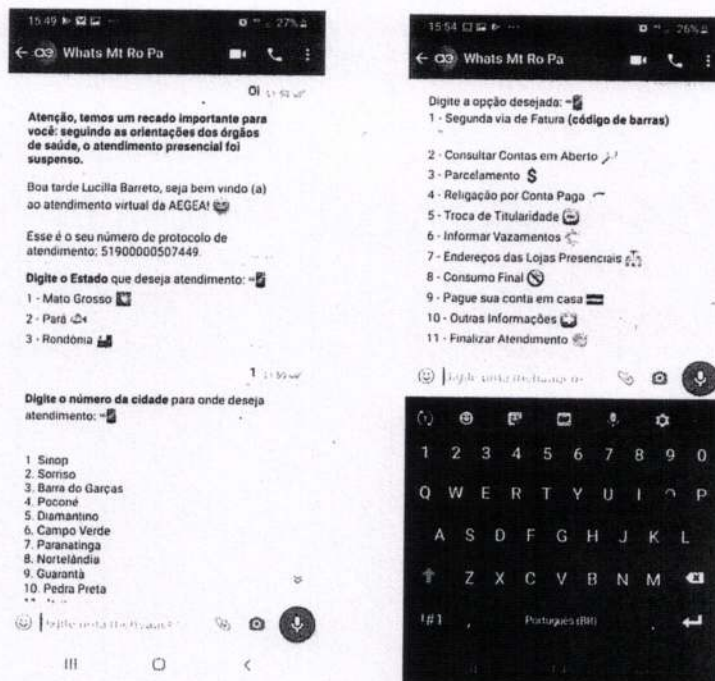 15:49
27%
Whats Mt Ro Pa
Oi
Atenção, temos um recado importante para
você: seguindo as orientações dos órgãos
de saúde, o atendimento presencial foi
suspenso.
Boa tarde Lucilla Barreto, seja bem vindo (a)
ao atendimento virtual da AEGEA!
Esse é o seu número de protocolo de
atendimento: 51900000507449
Digite o Estado que deseja atendimento:
1 - Mato Grosso
2 - Pará
3 - Rondônia
1
Digite o número da cidade para onde deseja
atendimento:
1 Sinop
2. Sorriso
3. Barra do Garças
4. Poconé
5. Diamantino
6. Campo Verde
7. Paranatinga
8. Nortelândia
9. Guarantã
10. Pedra Preta
15:54
26%
Whats Mt Ro Pa
Digite a opção desejada:
1 - Segunda via de Fatura (código de barras)
2 - Consultar Contas em Aberto
3 - Parcelamento $
4 - Religação por Conta Paga
5 - Troca de Titularidade
6 - Informar Vazamentos
7 - Endereços das Lojas Presenciais
8 - Consumo Final
9 - Pague sua conta em casa
10 - Outras Informações
11 - Finalizar Atendimento
1 2 3 4 5 6 7 8 9 0
Q W E R T Y U I P
A S D F G H J K L
Z X C V B N M
!#1 , Português (BR) .